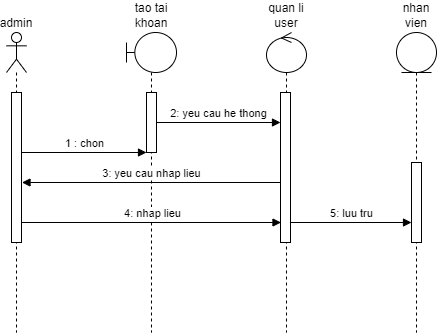 admin
tao tai
khoan
quan li
user
nhan
vien
2: yeu cau he thong
1 : chon
3: yeu cau nhap lieu
4: nhap lieu
5: luu tru